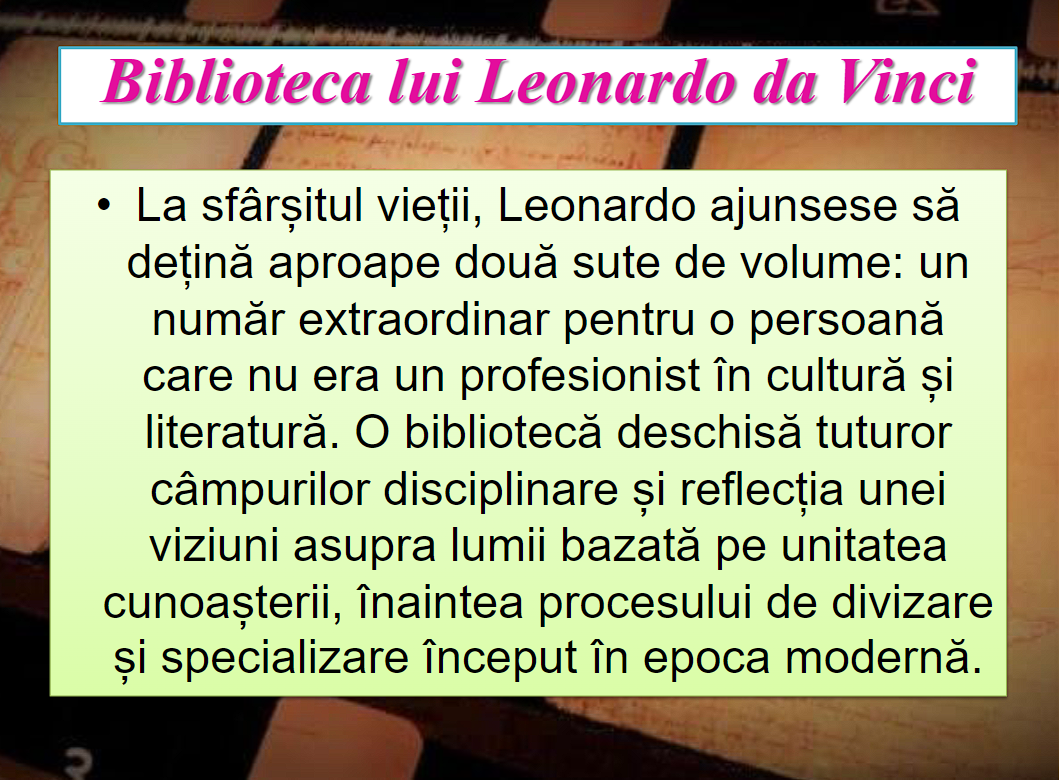 Biblioteca lui Leonardo da Vinci
• La sfârșitul vieții, Leonardo ajunsese să
dețină aproape două sute de volume: un
număr extraordinar pentru o persoană
care nu era un profesionist în cultură și
literatură. O bibliotecă deschisă tuturor
câmpurilor disciplinare și reflecția unei
viziuni asupra lumii bazată pe unitatea
cunoașterii, înaintea procesului de divizare
și specializare început în epoca modernă.
3